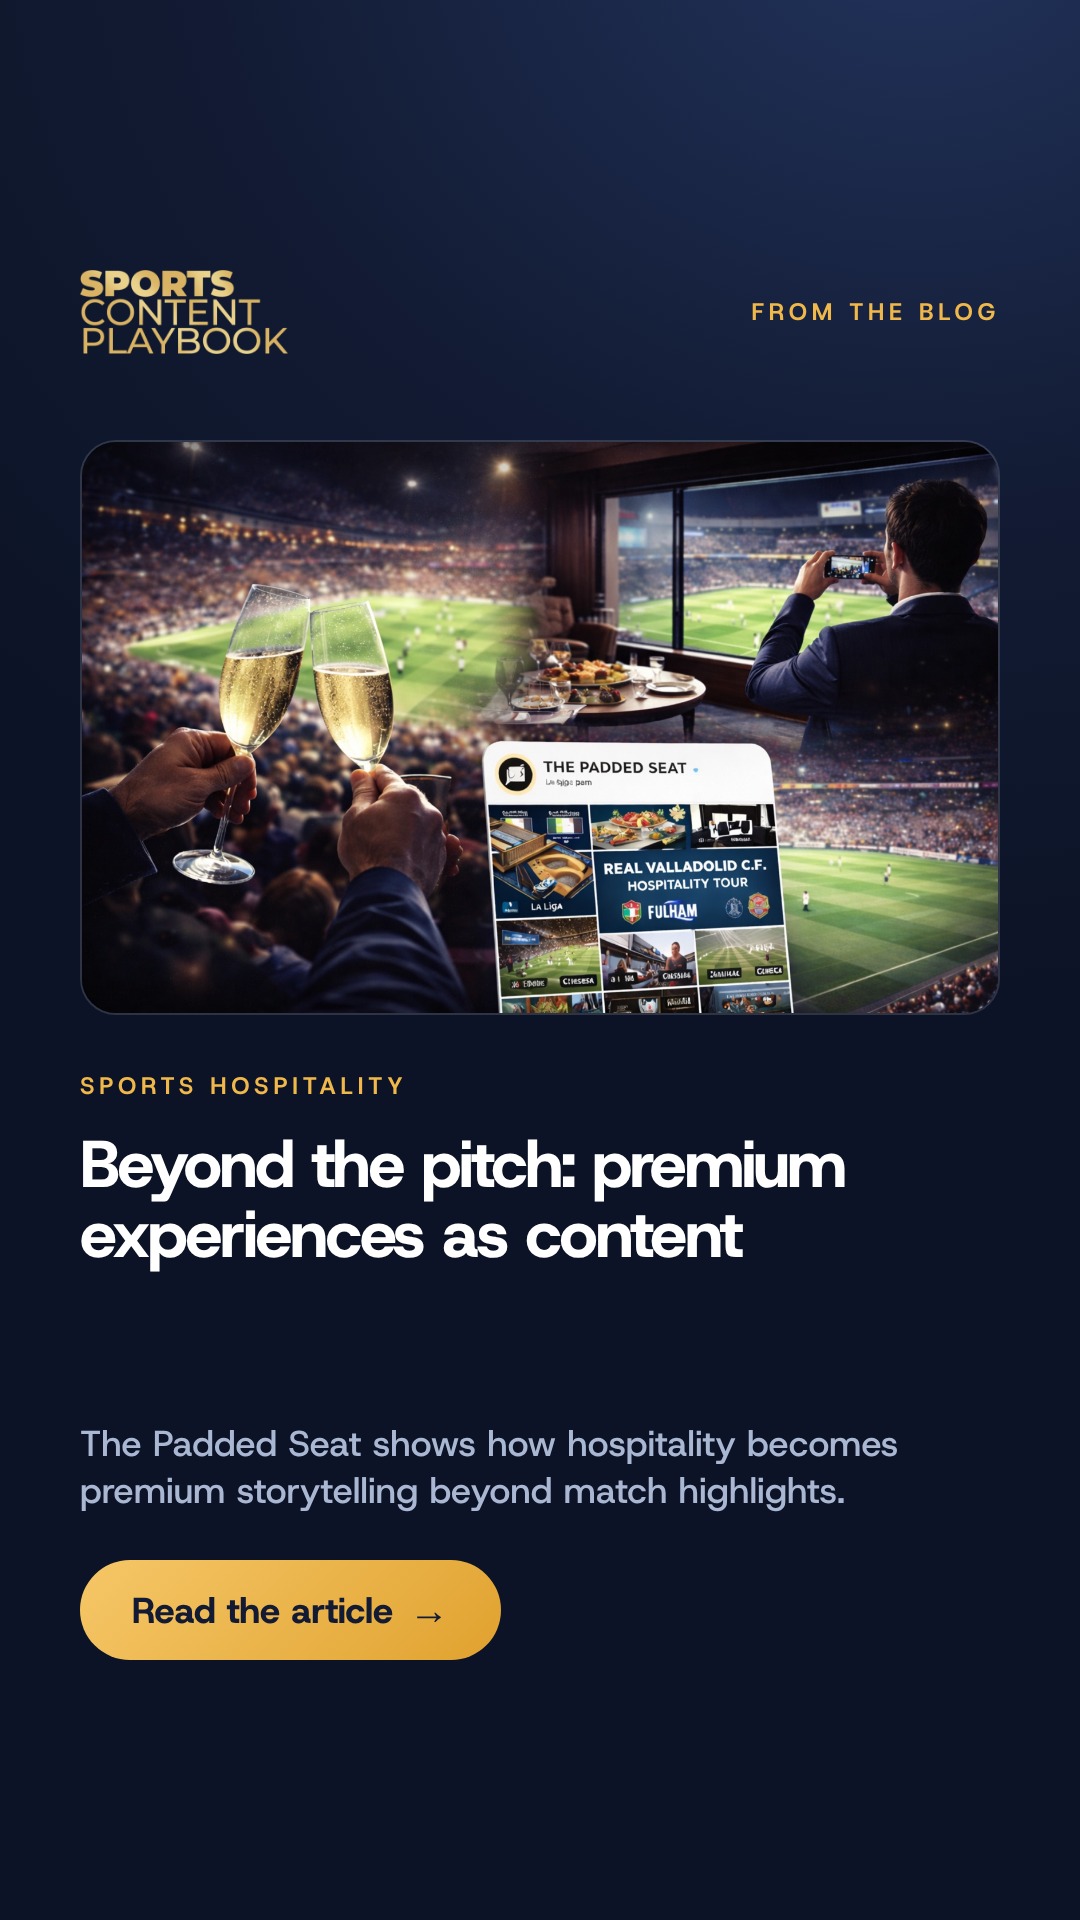 SPORTS
CONTENT
PLAYBOOK
FROM THE BLOG
THE PADDED SEAT
REAL VALLADOLID C.F.
HOSPITALITY TOUR
LA LIGA
FULHAM
SPORTS HOSPITALITY
Beyond the pitch: premium
experiences as content
The Padded Seat shows how hospitality becomes
premium storytelling beyond match highlights.
Read the article →